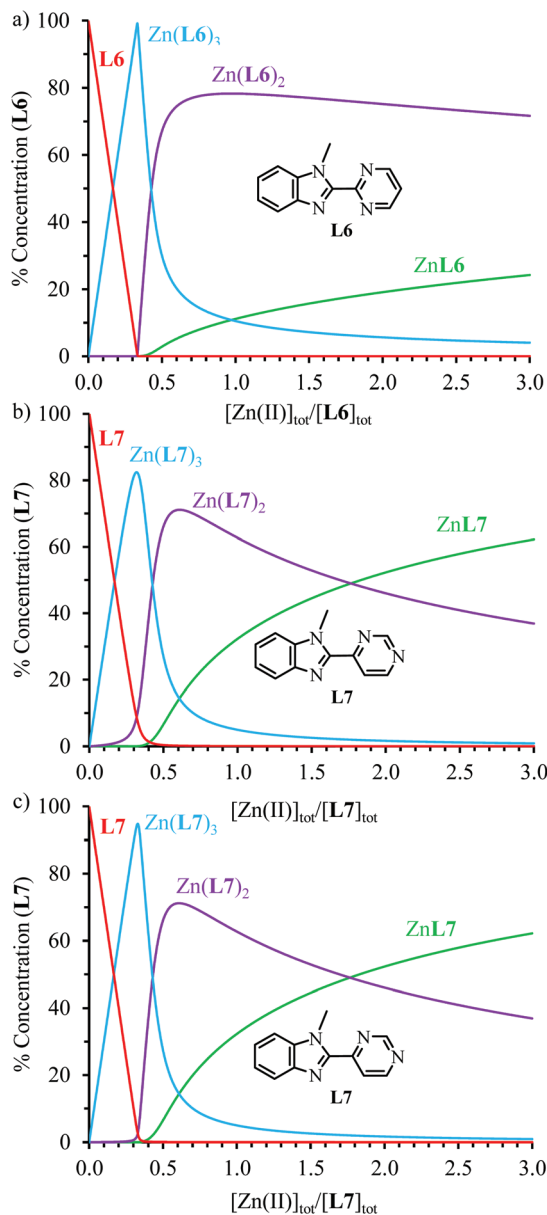 a) 100
L6
Zn(L6)₃
Zn(L6)₂
80
60
40
20
0
% Concentration (L6)
N
N
N
N
L6
ZnL6
0.0 0.5 1.0 1.5 2.0 2.5 3.0
[Zn(II)]tot/[L6]tot
b) 100
L7
Zn(L7)₃
Zn(L7)₂
ZnL7
80
60
40
20
0
% Concentration (L7)
N
N
N
N
L7
0.0 0.5 1.0 1.5 2.0 2.5 3.0
[Zn(II)]tot/[L7]tot
c) 100
L7
Zn(L7)₃
Zn(L7)₂
ZnL7
80
60
40
20
0
% Concentration (L7)
N
N
N
N
L7
0.0 0.5 1.0 1.5 2.0 2.5 3.0
[Zn(II)]tot/[L7]tot